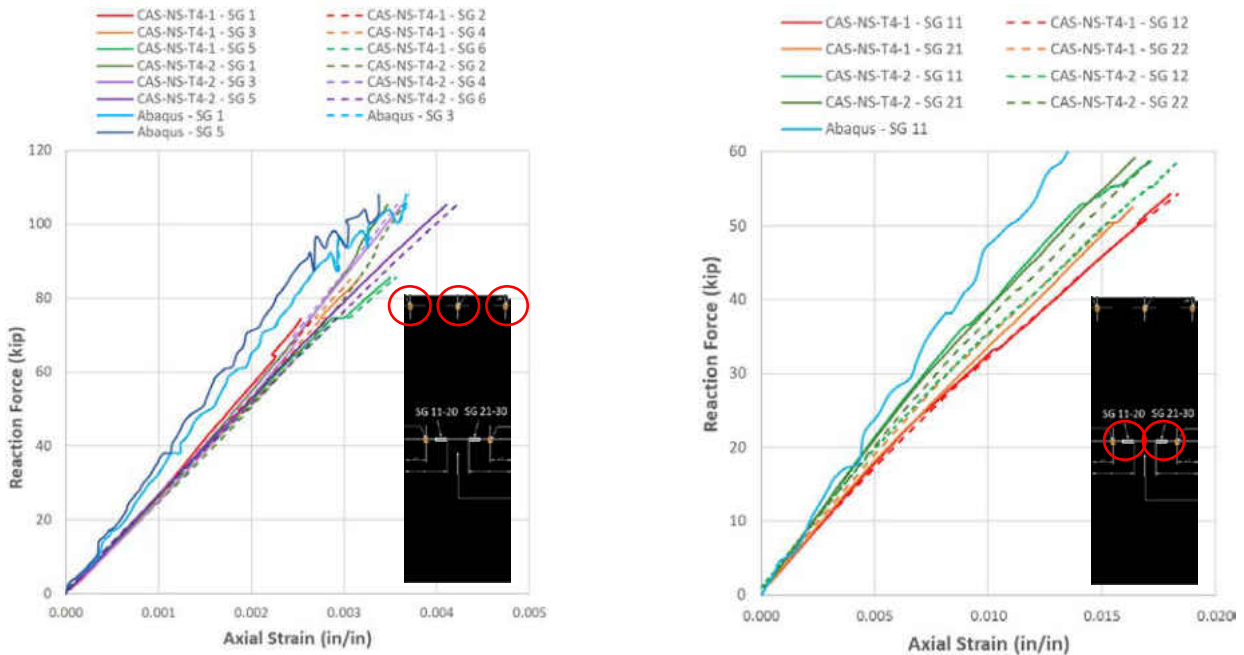 CAS-NS-T4-1 - SG 1 CAS-NS-T4-1 - SG 2
CAS-NS-T4-1 - SG 3 CAS-NS-T4-1 - SG 4
CAS-NS-T4-1 - SG 5 CAS-NS-T4-1 - SG 6
CAS-NS-T4-2 - SG 1 CAS-NS-T4-2 - SG 2
CAS-NS-T4-2 - SG 3 CAS-NS-T4-2 - SG 4
CAS-NS-T4-2 - SG 5 CAS-NS-T4-2 - SG 6
Abaqus - SG 1 Abaqus - SG 3
Abaqus - SG 5
120
100
80
60
40
20
0
Reaction Force (kip)
SG 11-20 SG 21-30
0.000 0.001 0.002 0.003 0.004 0.005
Axial Strain (in/in)
CAS-NS-T4-1 - SG 11 CAS-NS-T4-1 - SG 12
CAS-NS-T4-1 - SG 21 CAS-NS-T4-1 - SG 22
CAS-NS-T4-2 - SG 11 CAS-NS-T4-2 - SG 12
CAS-NS-T4-2 - SG 21 CAS-NS-T4-2 - SG 22
Abaqus - SG 11
60
50
40
30
20
10
0
Reaction Force (kip)
SG 11-20 SG 21-30
0.000 0.005 0.010 0.015 0.020
Axial Strain (in/in)